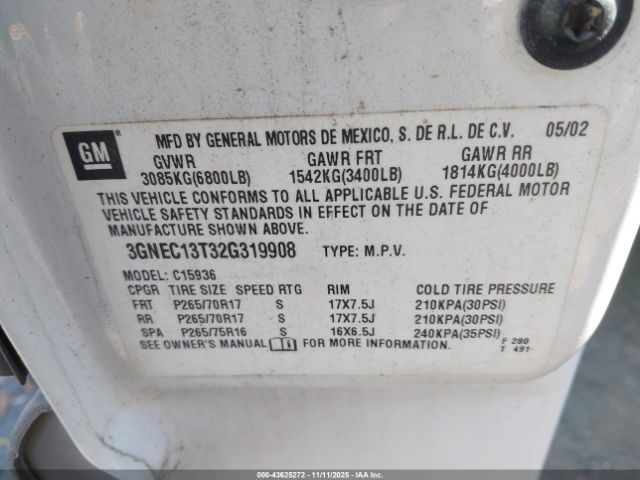 GM
MFD BY GENERAL MOTORS DE MEXICO, S. DE R.L. DE C.V. 05/02
GVWR GAWR FRT GAWR RR
3085KG(6800LB) 1542KG(3400LB) 1814KG(4000LB)
THIS VEHICLE CONFORMS TO ALL APPLICABLE U.S. FEDERAL MOTOR
VEHICLE SAFETY STANDARDS IN EFFECT ON THE DATE OF
MANUFACTURE SHOWN ABOVE.
3GNEC13T32G319908 TYPE: M.P.V.
MODEL: C15936
CPGR TIRE SIZE SPEED RTG RIM COLD TIRE PRESSURE
FRT P265/70R17 S 17X7.5J 210KPA(30PSI)
RR P265/70R17 S 17X7.5J 210KPA(30PSI)
SPA P265/75R16 S 16X6.5J 240KPA(35PSI)
SEE OWNER'S MANUAL FOR MORE INFORMATION. F 280
T 491
000-43625272 - 11/11/2025 - IAAI.COM